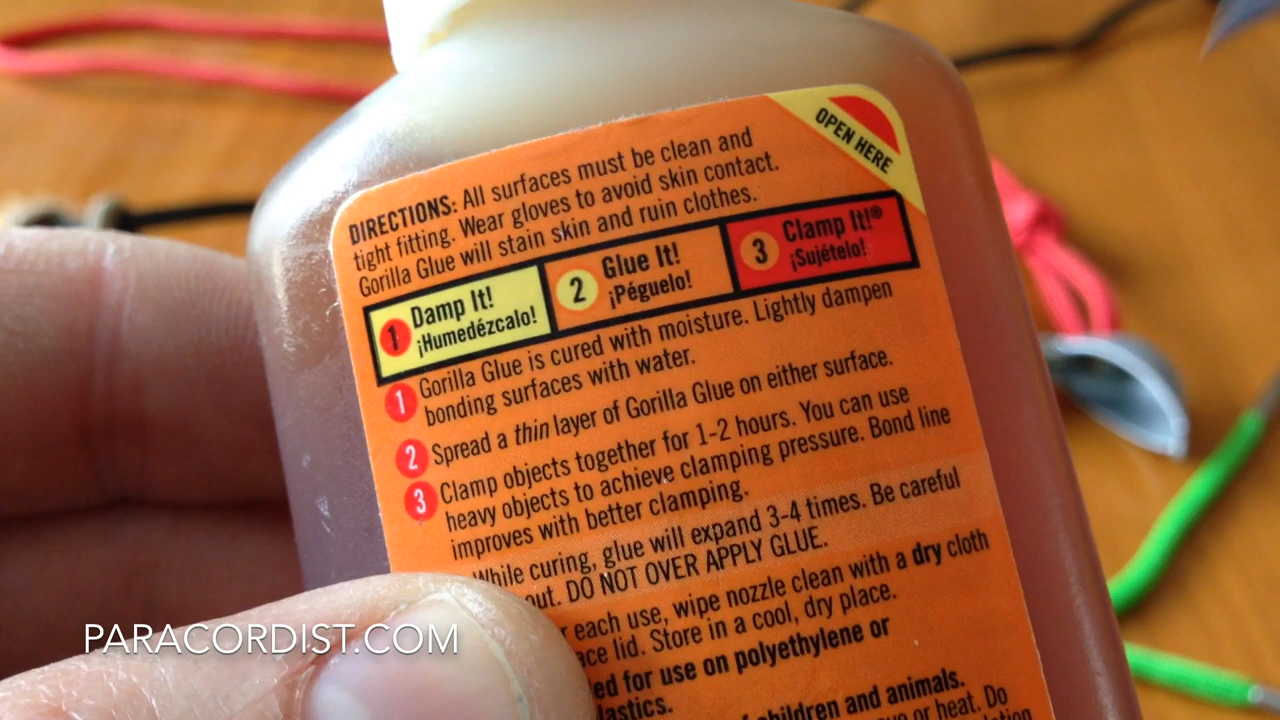 OPEN HERE
DIRECTIONS: All surfaces must be clean and
tight fitting. Wear gloves to avoid skin contact.
Gorilla Glue will stain skin and ruin clothes.
1 Damp It!
¡Humedézcalo!
2 Glue It!
¡Péguelo!
3 Clamp It!®
¡Sujételo!
1 Gorilla Glue is cured with moisture. Lightly dampen
bonding surfaces with water.
2 Spread a thin layer of Gorilla Glue on either surface.
3 Clamp objects together for 1-2 hours. You can use
heavy objects to achieve clamping pressure. Bond line
improves with better clamping.
While curing, glue will expand 3-4 times. Be careful
out. DO NOT OVER APPLY GLUE.
each use, wipe nozzle clean with a dry cloth
lid. Store in a cool, dry place.
for use on polyethylene or
children and animals.
or heat. Do
PARACORDIST.COM